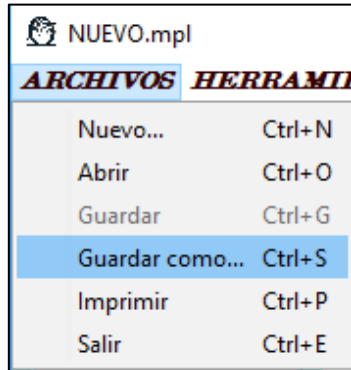 NUEVO.mpl
ARCHIVOS
Nuevo... Ctrl+N
Abrir Ctrl+O
Guardar Ctrl+G
Guardar como... Ctrl+S
Imprimir Ctrl+P
Salir Ctrl+E